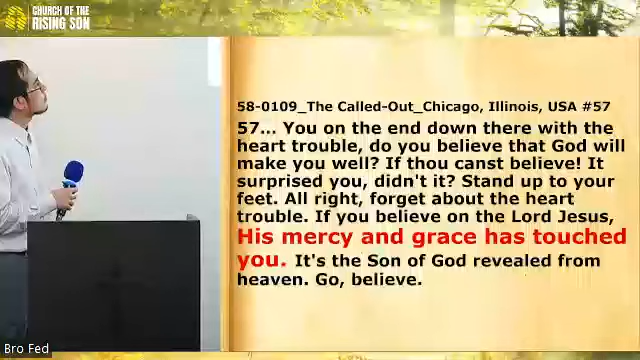 CHURCH OF THE
RISING SON
58-0109_The Called-Out_Chicago, Illinois, USA #57
57... You on the end down there with the
heart trouble, do you believe that God will
make you well? If thou canst believe! It
surprised you, didn't it? Stand up to your
feet. All right, forget about the heart
trouble. If you believe on the Lord Jesus,
His mercy and grace has touched
you. It's the Son of God revealed from
heaven. Go, believe.
Bro Fed